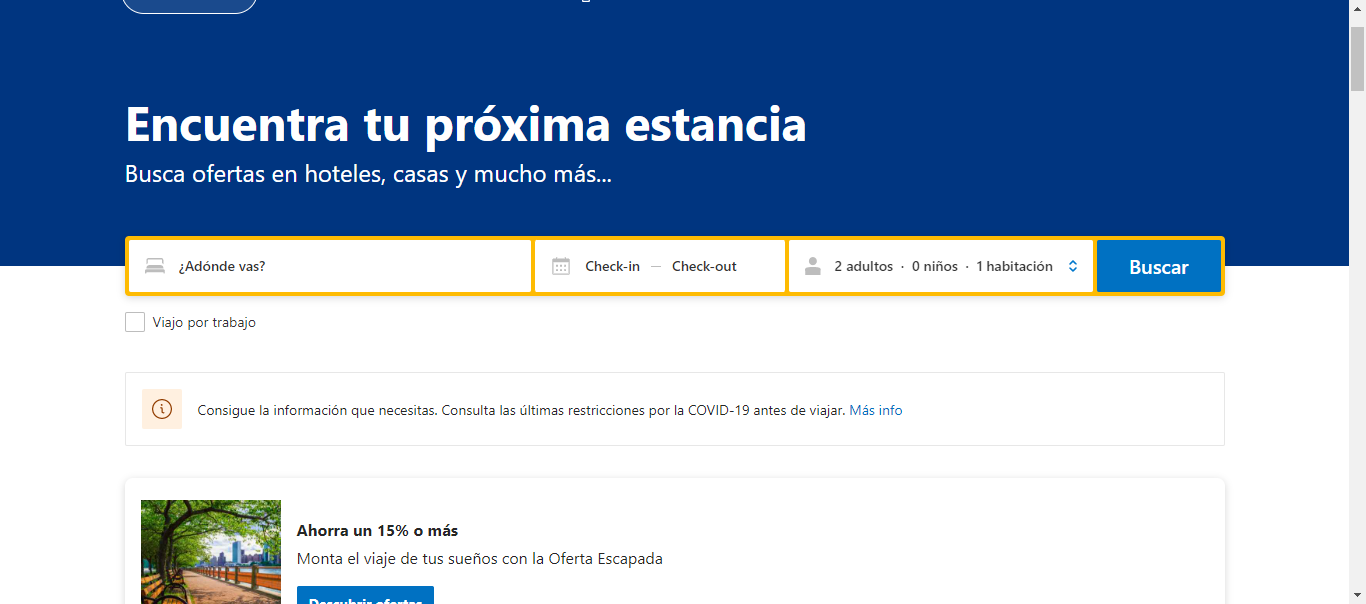 Encuentra tu próxima estancia
Busca ofertas en hoteles, casas y mucho más...
¿Adónde vas?
Check-in — Check-out
2 adultos · 0 niños · 1 habitación
Buscar
Viajo por trabajo
Consigue la información que necesitas. Consulta las últimas restricciones por la COVID-19 antes de viajar. Más info
Ahorra un 15% o más
Monta el viaje de tus sueños con la Oferta Escapada
Descubrir ofertas